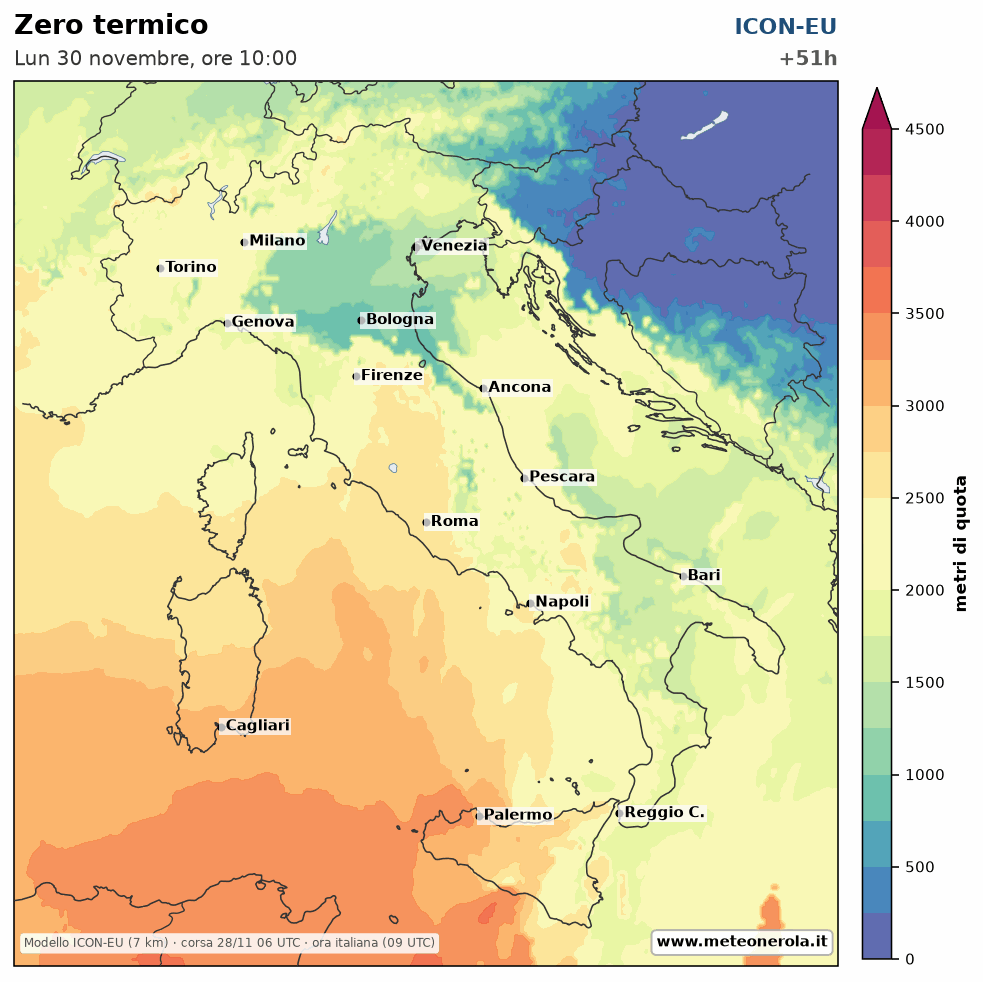 Zero termico
ICON-EU
Lun 30 novembre, ore 10:00
+51h
Milano
Venezia
Torino
Genova
Bologna
Firenze
Ancona
Pescara
Roma
Bari
Napoli
Cagliari
Palermo
Reggio C.
4500
4000
3500
3000
2500
2000
1500
1000
500
0
metri di quota
Modello ICON-EU (7 km) · corsa 28/11 06 UTC · ora italiana (09 UTC)
www.meteonerola.it